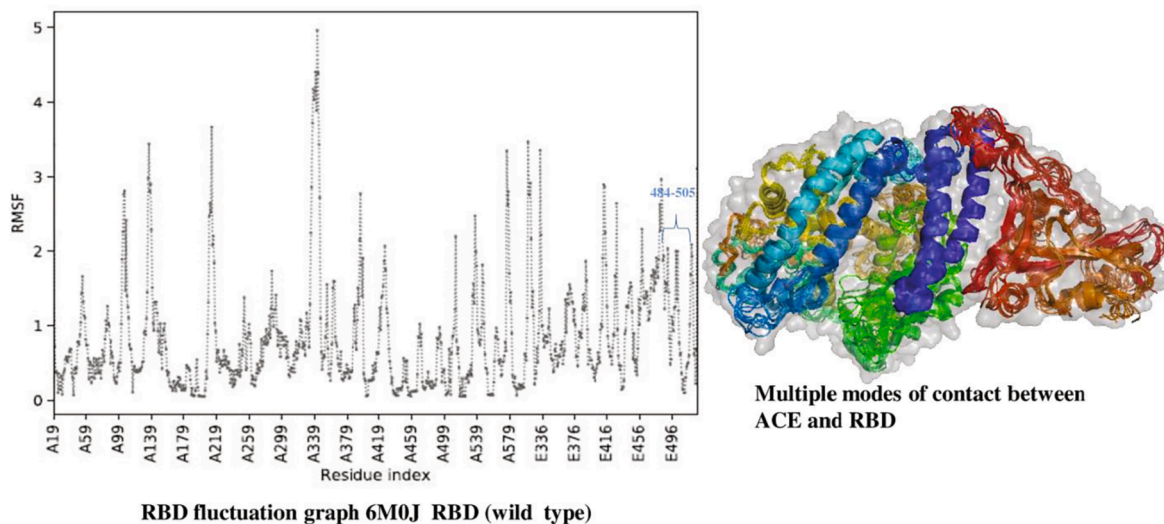 5
4
3
2
1
0
RMSF
484-505
A19
A59
A99
A139
A179
A219
A259
A299
A339
A379
A419
A459
A499
A539
A579
E336
E376
E416
E456
E496
Residue index
RBD fluctuation graph 6M0J RBD (wild type)
Multiple modes of contact between
ACE and RBD